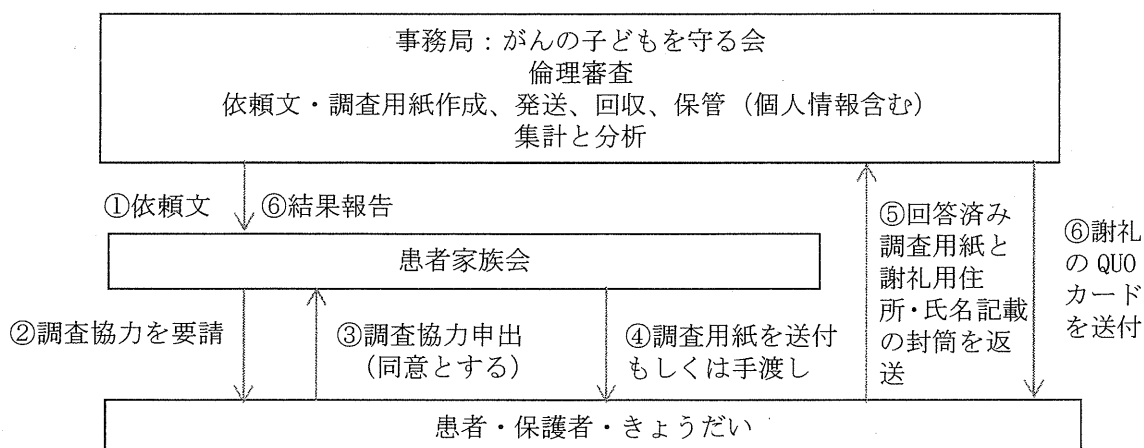 事務局：がんの子どもを守る会
倫理審査
依頼文・調査用紙作成、発送、回収、保管（個人情報含む）
集計と分析
①依頼文
⑥結果報告
⑤回答済み
調査用紙と
謝礼用住
所・氏名記載
の封筒を返
送
⑥謝礼
の QUO
カード
を送付
患者家族会
②調査協力を要請
③調査協力申出
（同意とする）
④調査用紙を送付
もしくは手渡し
患者・保護者・きょうだい